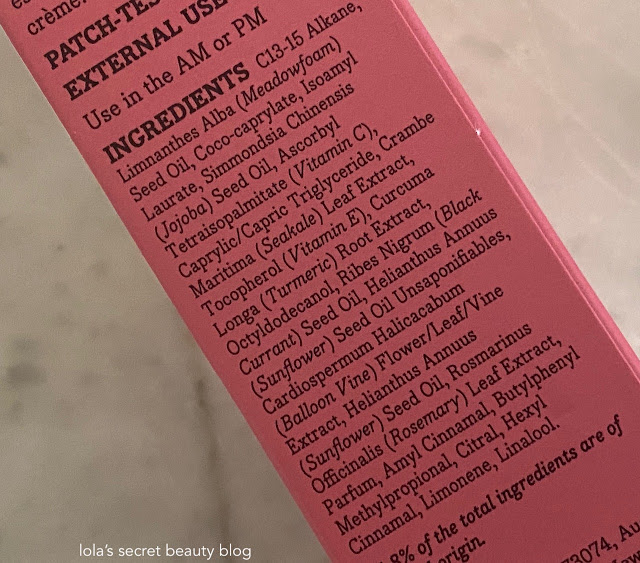 crème.
PATCH-TES
EXTERNAL USE
Use in the AM or PM
INGREDIENTS C13-15 Alkane,
Limnanthes Alba (Meadowfoam)
Seed Oil, Coco-caprylate, Isoamyl
Laurate, Simmondsia Chinensis
(Jojoba) Seed Oil, Ascorbyl
Tetraisopalmitate (Vitamin C),
Caprylic/Capric Triglyceride, Crambe
Maritima (Seakale) Leaf Extract,
Tocopherol (Vitamin E), Curcuma
Longa (Turmeric) Root Extract,
Octyldodecanol, Ribes Nigrum (Black
Currant) Seed Oil, Helianthus Annuus
(Sunflower) Seed Oil Unsaponifiables,
Cardiospermum Halicacabum
(Balloon Vine) Flower/Leaf/Vine
Extract, Helianthus Annuus
(Sunflower) Seed Oil, Rosmarinus
Officinalis (Rosemary) Leaf Extract,
Parfum, Amyl Cinnamal, Butylphenyl
Methylpropional, Citral, Hexyl
Cinnamal, Limonene, Linalool.
8% of the total ingredients are of
origin.
73074, Au
lola's secret beauty blog